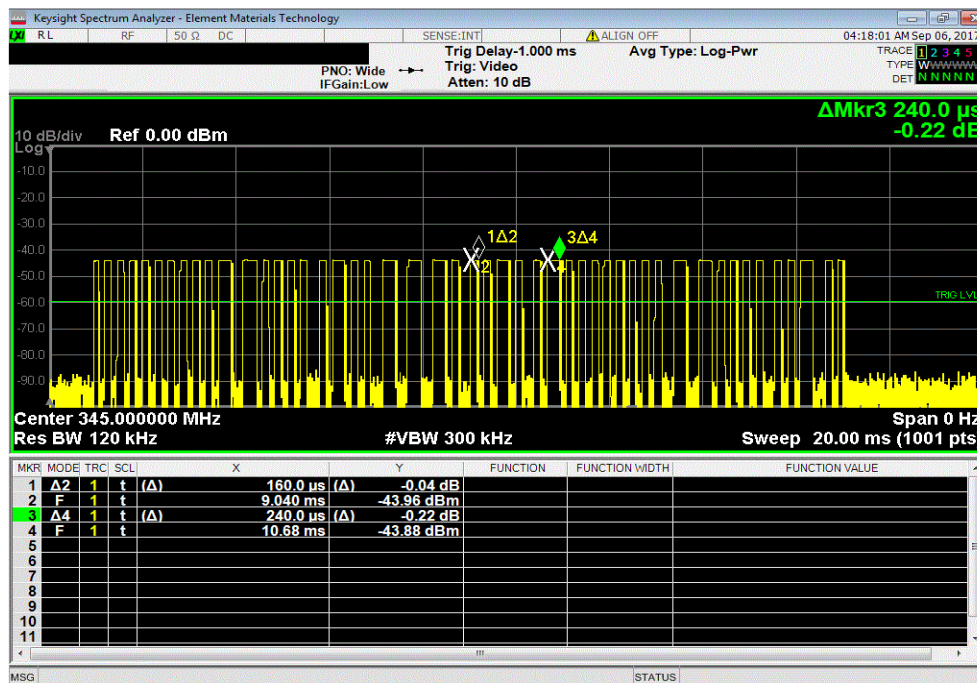 Keysight Spectrum Analyzer - Element Materials Technology
LXI RL RF 50 Ω DC SENSE:INT ALIGN OFF 04:18:01 AM Sep 06, 2017
Trig Delay-1.000 ms Avg Type: Log-Pwr TRACE 1 2 3 4 5
PNO: Wide Trig: Video TYPE W W W W W
IFGain:Low Atten: 10 dB DET N N N N N
ΔMkr3 240.0 µs
-0.22 dB
10 dB/div Ref 0.00 dBm
Log
-10.0
-20.0
-30.0
1Δ2 3Δ4
-40.0
2 4
-50.0
TRIG LVL
-60.0
-70.0
-80.0
-90.0
Center 345.000000 MHz Span 0 Hz
Res BW 120 kHz #VBW 300 kHz Sweep 20.00 ms (1001 pts
MKR MODE TRC SCL X Y FUNCTION FUNCTION WIDTH FUNCTION VALUE
1 Δ2 1 t (Δ) 160.0 µs (Δ) -0.04 dB
2 F 1 t 9.040 ms -43.96 dBm
3 Δ4 1 t (Δ) 240.0 µs (Δ) -0.22 dB
4 F 1 t 10.68 ms -43.88 dBm
5
6
7
8
9
10
11
MSG STATUS